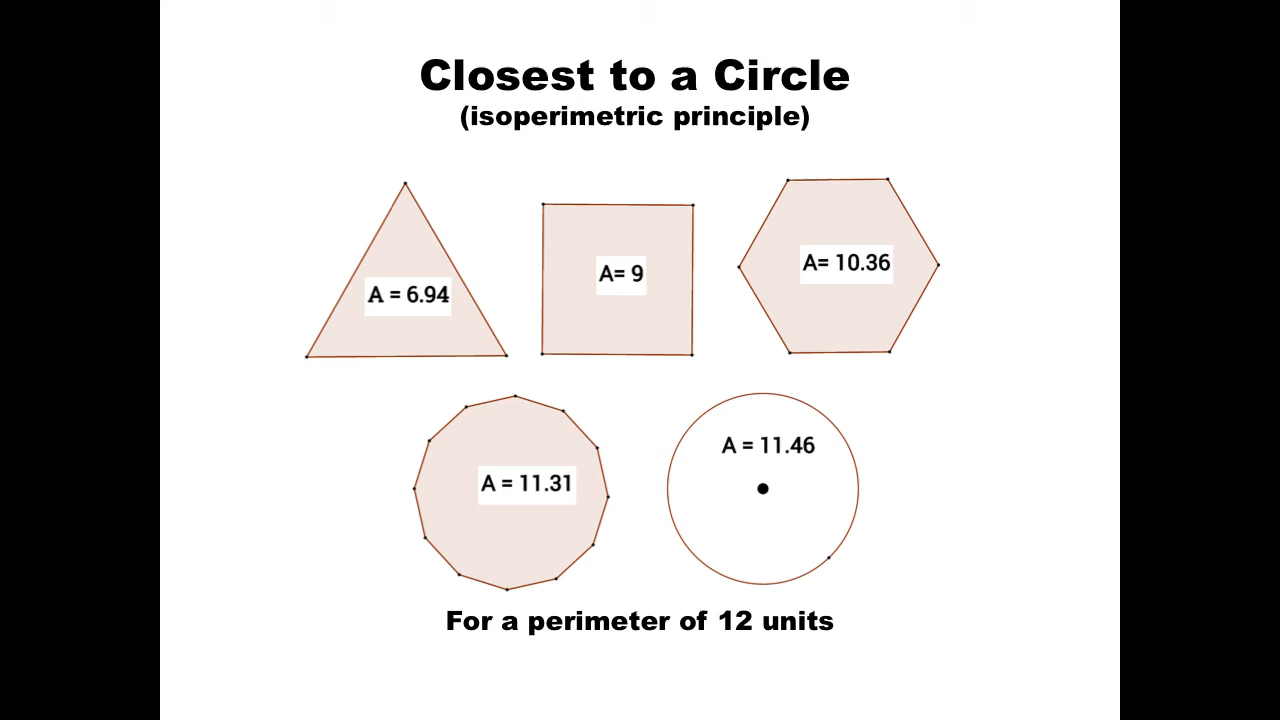 Closest to a Circle
(isoperimetric principle)
A = 6.94
A= 9
A= 10.36
A = 11.31
A = 11.46
For a perimeter of 12 units